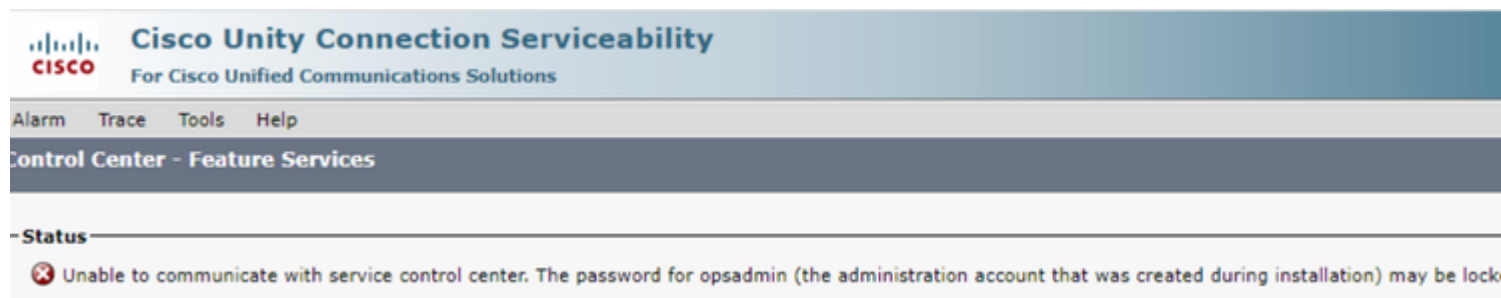 Cisco Unity Connection Serviceability
CISCO
For Cisco Unified Communications Solutions
Alarm Trace Tools Help
Control Center - Feature Services
Status
Unable to communicate with service control center. The password for opsadmin (the administration account that was created during installation) may be